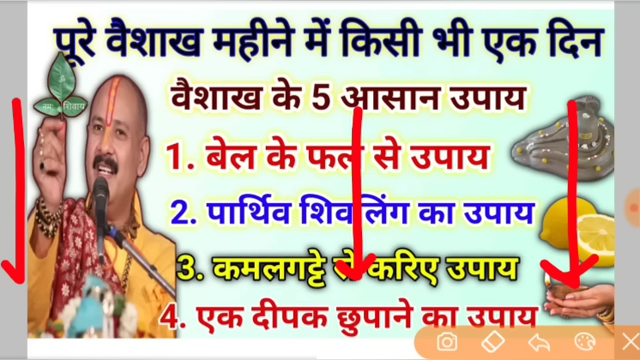 पूरे वैशाख महीने में किसी भी एक दिन
वैशाख के 5 आसान उपाय
1. बेल के फल से उपाय
2. पार्थिव शिवलिंग का उपाय
3. कमलगट्टे से करिए उपाय
4. एक दीपक छुपाने का उपाय
नमः शिवाय